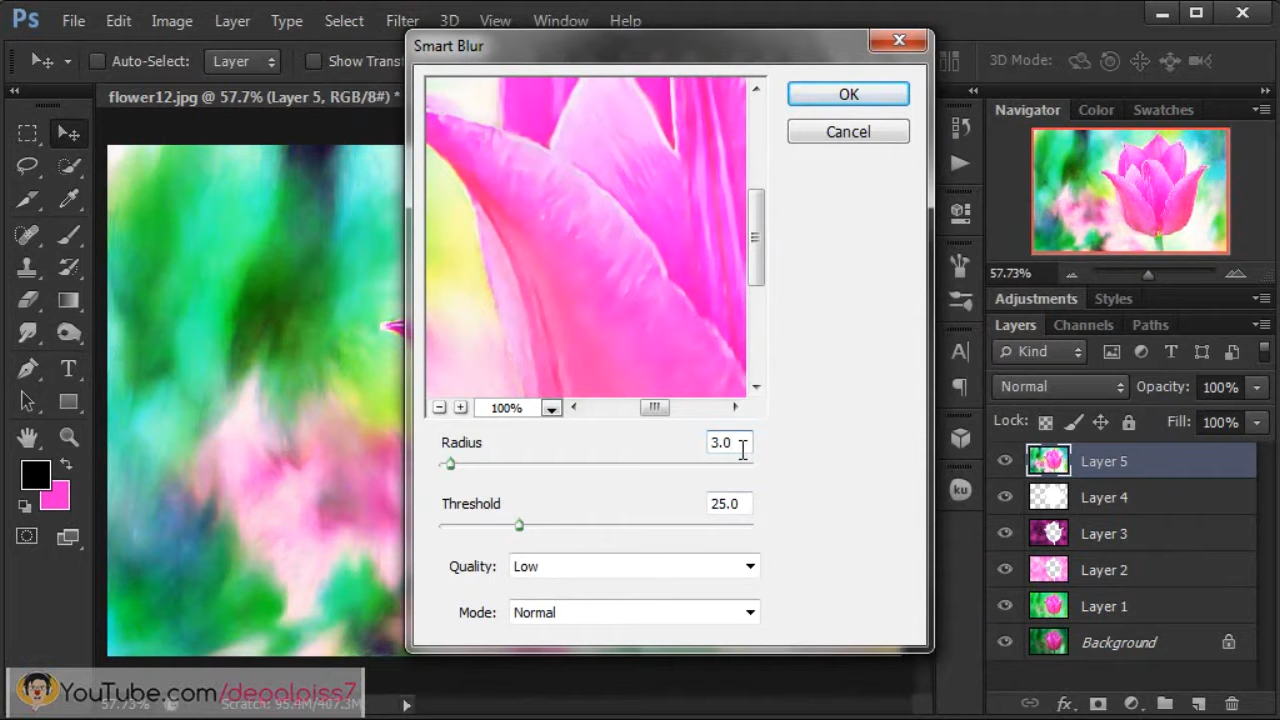 Ps File Edit Image Layer Type Select Filter 3D View Window Help
Smart Blur
Auto-Select: Layer Show Transf
3D Mode:
flower12.jpg @ 57.7% (Layer 5, RGB/8#) *
OK
Cancel
100%
Radius 3.0
Threshold 25.0
Quality: Low
Mode: Normal
Navigator Color Swatches
57.73%
Adjustments Styles
Layers Channels Paths
Kind
Normal Opacity: 100%
Lock: Fill: 100%
Layer 5
Layer 4
Layer 3
Layer 2
Layer 1
Background
fx
ku
YouTube.com/degoloiss7
57.73% Scratch: 95.4M/407.3M